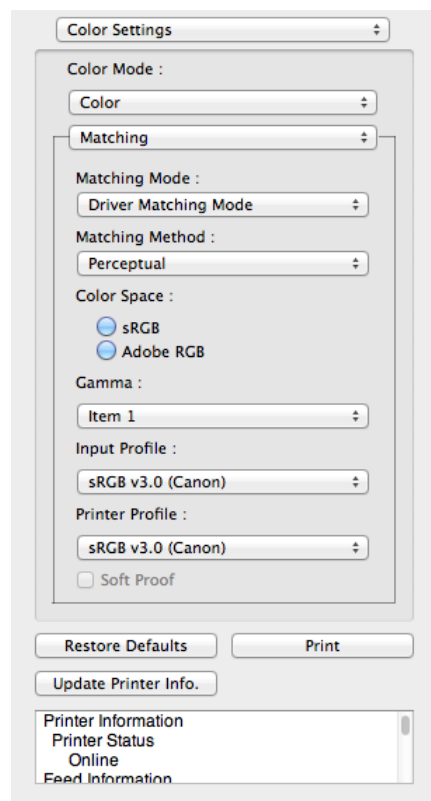 Color Settings
Color Mode :
Color
Matching
Matching Mode :
Driver Matching Mode
Matching Method :
Perceptual
Color Space :
sRGB
Adobe RGB
Gamma :
Item 1
Input Profile :
sRGB v3.0 (Canon)
Printer Profile :
sRGB v3.0 (Canon)
Soft Proof
Restore Defaults Print
Update Printer Info.
Printer Information
Printer Status
Online
Feed Information